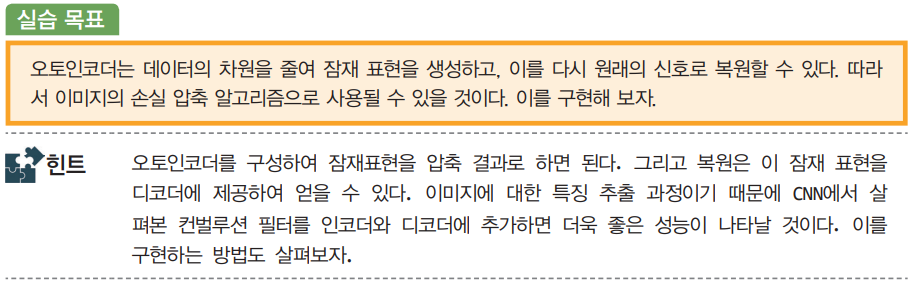 실습 목표
오토인코더는 데이터의 차원을 줄여 잠재 표현을 생성하고, 이를 다시 원래의 신호로 복원할 수 있다. 따라
서 이미지의 손실 압축 알고리즘으로 사용될 수 있을 것이다. 이를 구현해 보자.
힌트
오토인코더를 구성하여 잠재표현을 압축 결과로 하면 된다. 그리고 복원은 이 잠재 표현을
디코더에 제공하여 얻을 수 있다. 이미지에 대한 특징 추출 과정이기 때문에 CNN에서 살
펴본 컨벌루션 필터를 인코더와 디코더에 추가하면 더욱 좋은 성능이 나타날 것이다. 이를
구현하는 방법도 살펴보자.